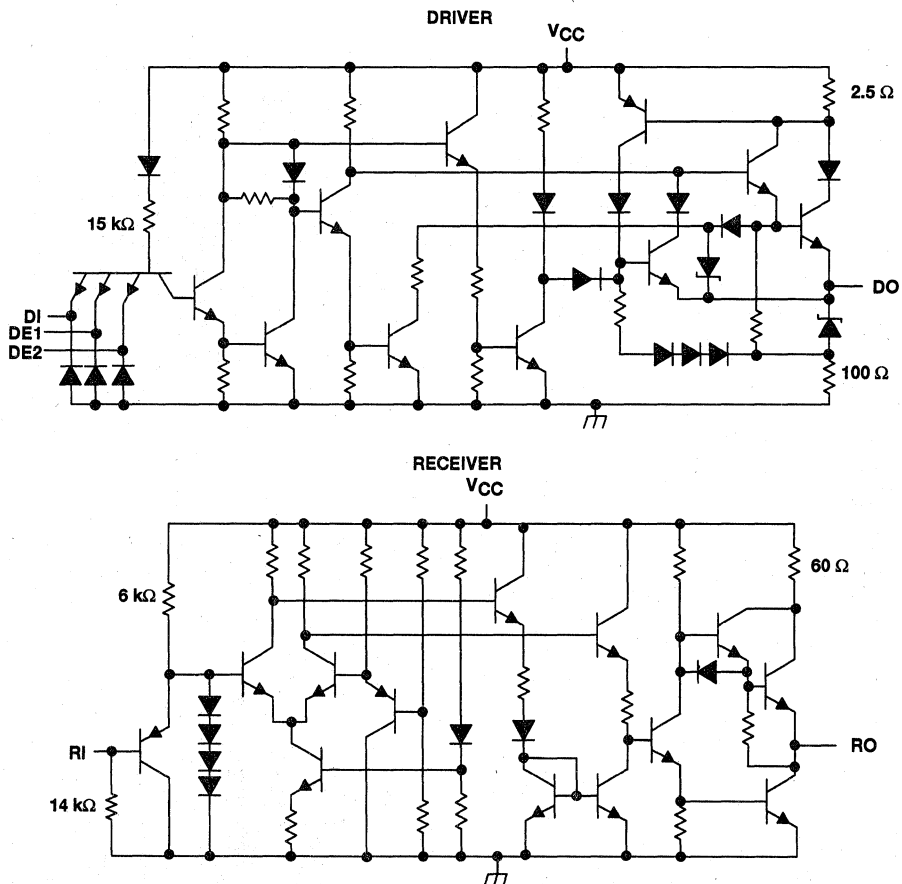 DRIVER
VCC
2.5 Ω
15 kΩ
DI
DE1
DE2
DO
100 Ω
RECEIVER
VCC
6 kΩ
60 Ω
RI
RO
14 kΩ